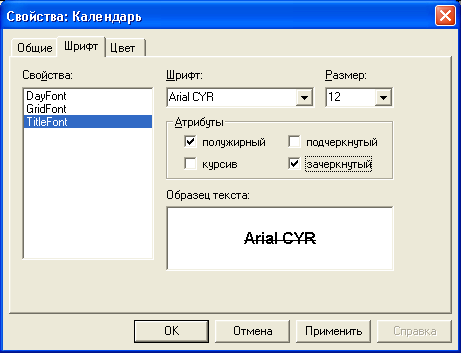 Свойства: Календарь
Общие Шрифт Цвет
Свойства: Шрифт: Размер:
DayFont
GridFont
TitleFont
Arial CYR 12
Атрибуты
полужирный подчеркнутый
курсив зачеркнутый
Образец текста:
Arial CYR
OK Отмена Применить Справка